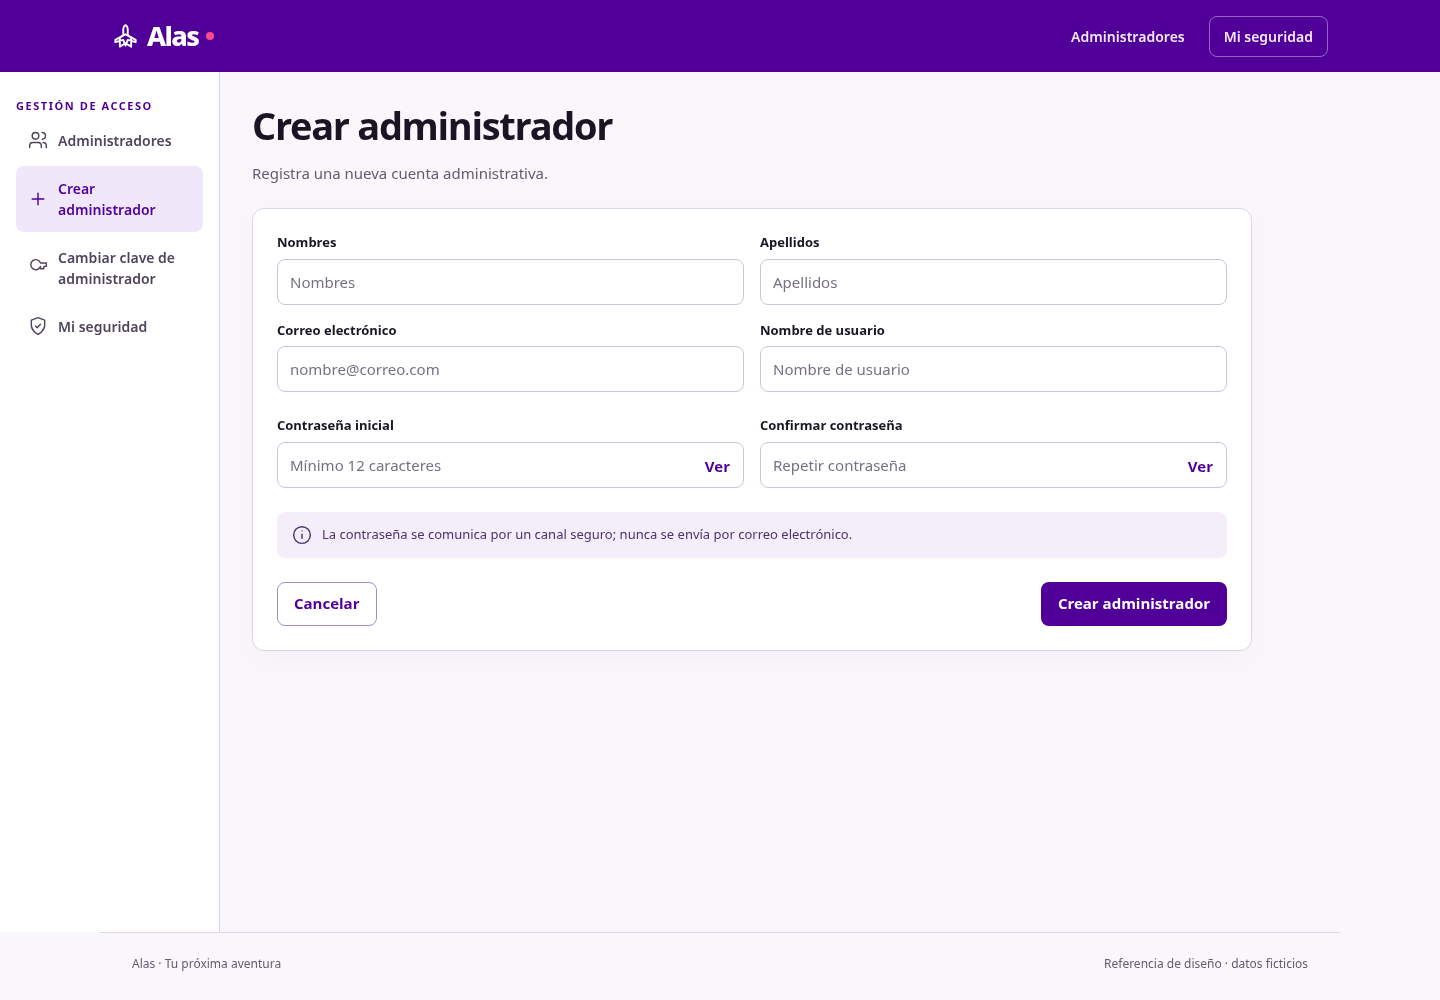 Alas
Administradores
Mi seguridad
GESTIÓN DE ACCESO
Administradores
Crear
administrador
Cambiar clave de
administrador
Mi seguridad
Crear administrador
Registra una nueva cuenta administrativa.
Nombres
Apellidos
Nombres
Apellidos
Correo electrónico
Nombre de usuario
nombre@correo.com
Nombre de usuario
Contraseña inicial
Confirmar contraseña
Mínimo 12 caracteres
Ver
Repetir contraseña
Ver
La contraseña se comunica por un canal seguro; nunca se envía por correo electrónico.
Cancelar
Crear administrador
Alas · Tu próxima aventura
Referencia de diseño · datos ficticios